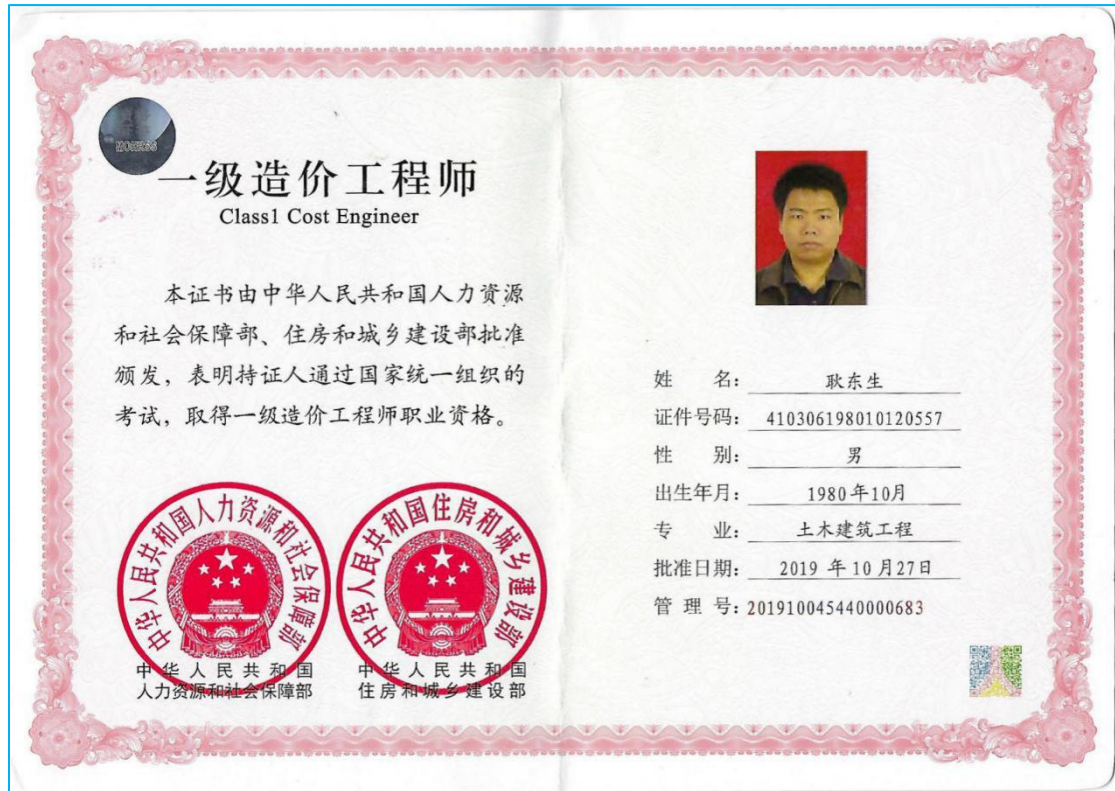 MOHRSS
一级造价工程师
Class1 Cost Engineer
本证书由中华人民共和国人力资源
和社会保障部、住房和城乡建设部批准
颁发，表明持证人通过国家统一组织的
考试，取得一级造价工程师职业资格。
中华人民共和国人力资源和社会保障部
中华人民共和国住房和城乡建设部
中华人民共和国
人力资源和社会保障部
中华人民共和国
住房和城乡建设部
姓 名：耿东生
证件号码：410306198010120557
性 别：男
出生年月：1980年10月
专 业：土木建筑工程
批准日期：2019 年 10 月27日
管 理 号：201910045440000683